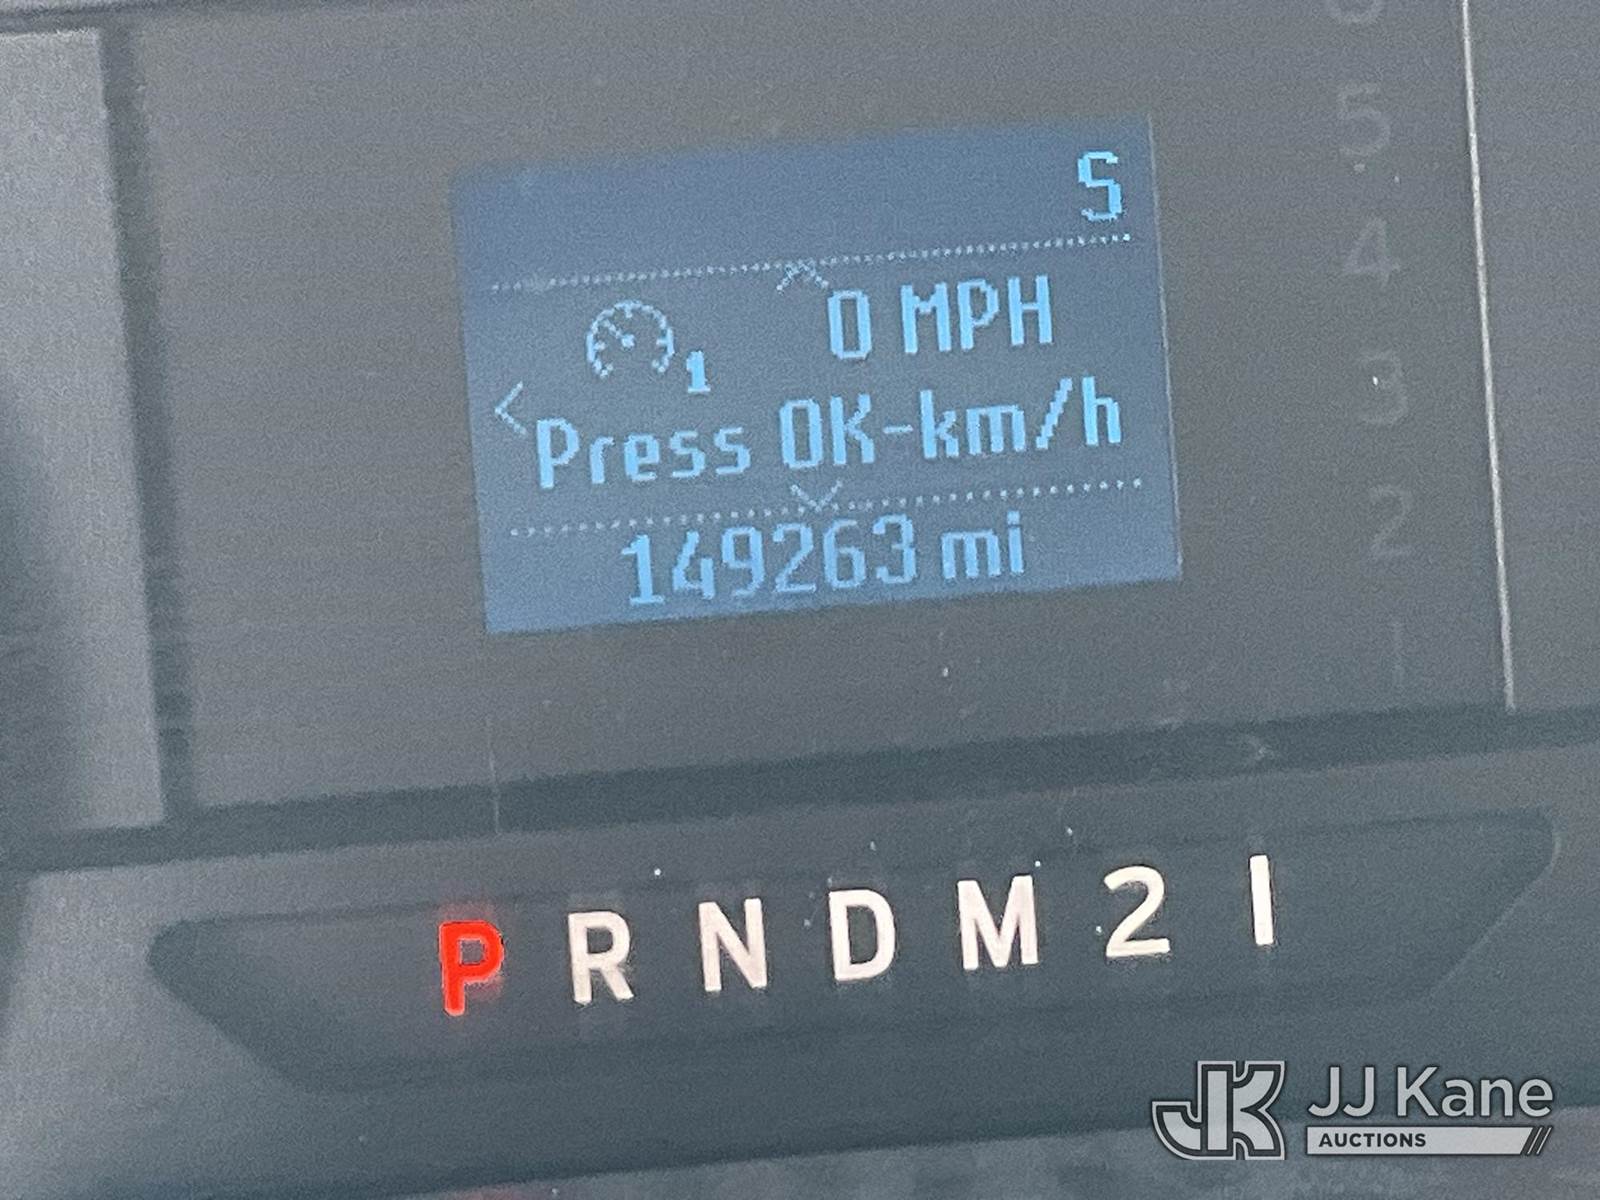 S
0 MPH
1
Press OK-km/h
149263 mi
5
4
3
2
1
P R N D M 2 1
JK JJ Kane
AUCTIONS